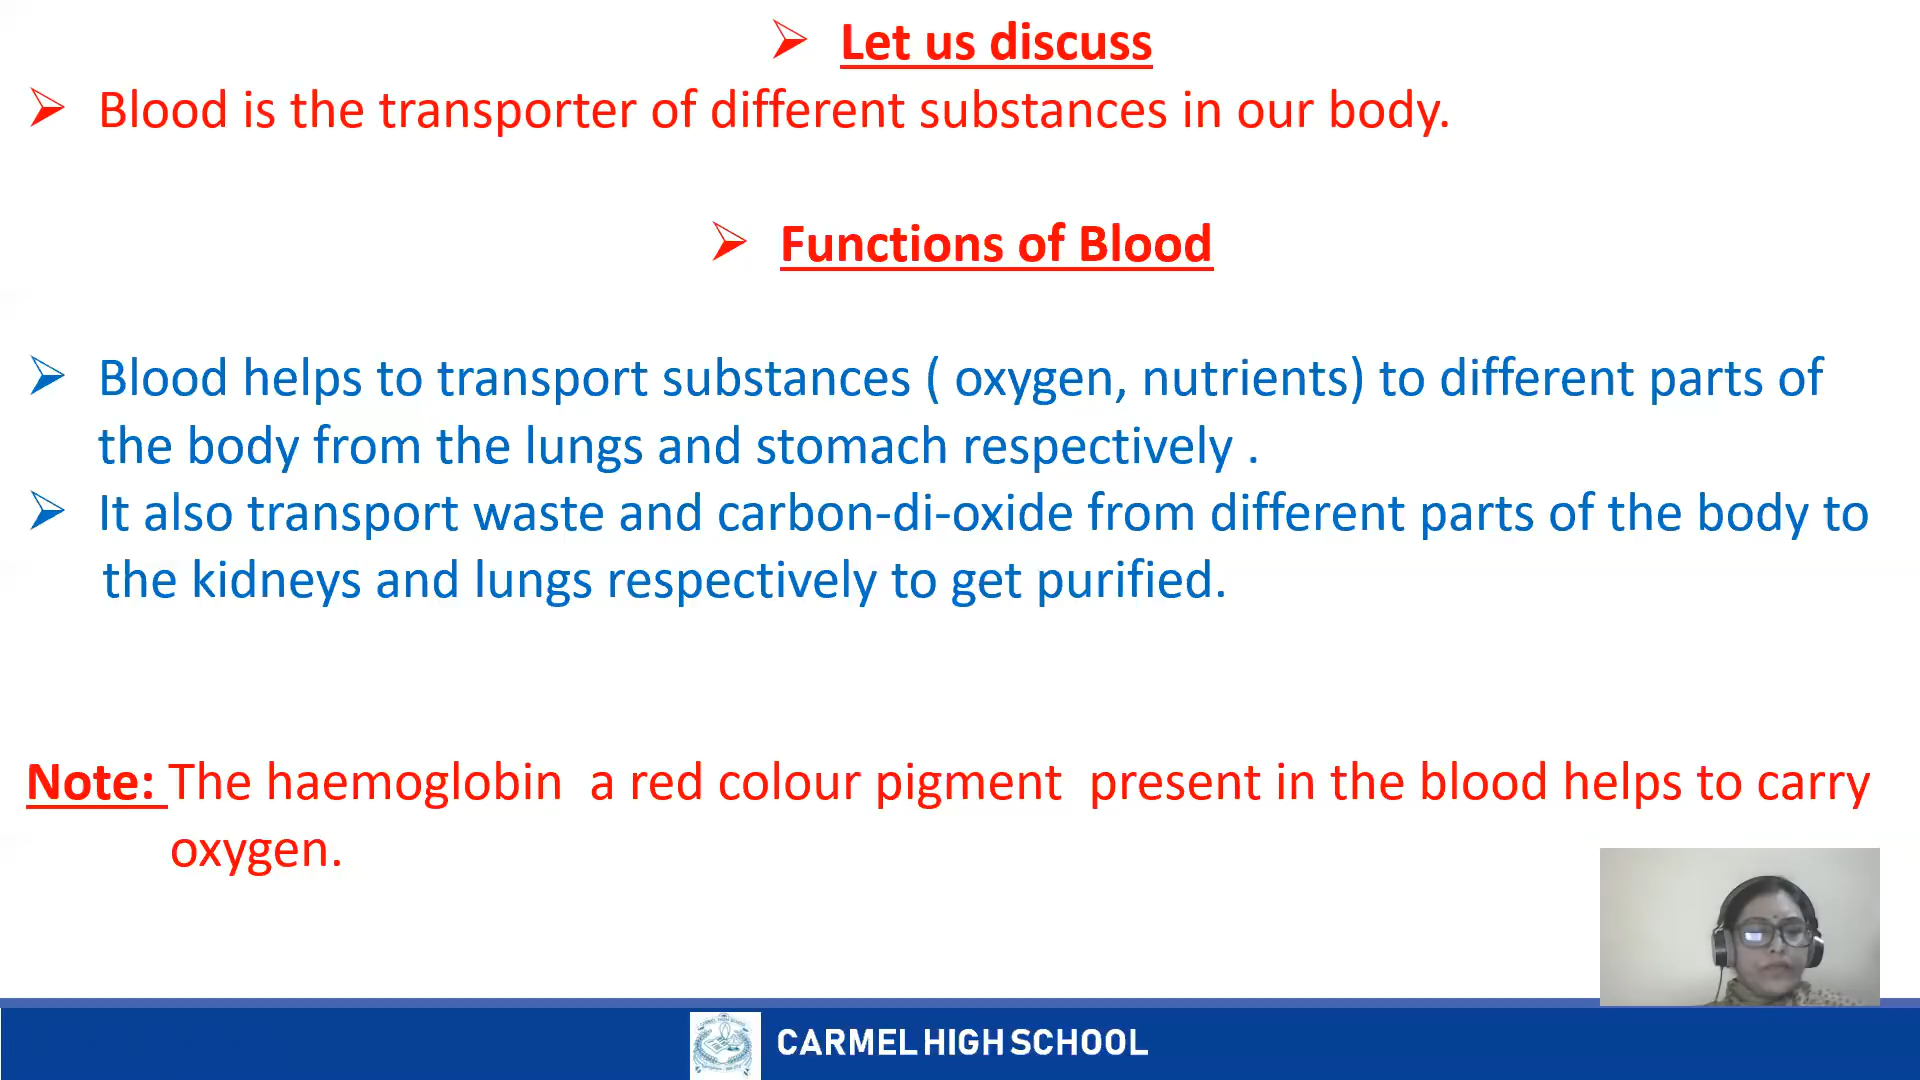 Let us discuss
Blood is the transporter of different substances in our body.
Functions of Blood
Blood helps to transport substances ( oxygen, nutrients) to different parts of
the body from the lungs and stomach respectively .
It also transport waste and carbon-di-oxide from different parts of the body to
the kidneys and lungs respectively to get purified.
Note: The haemoglobin a red colour pigment present in the blood helps to carry
oxygen.
CARMEL HIGH SCHOOL